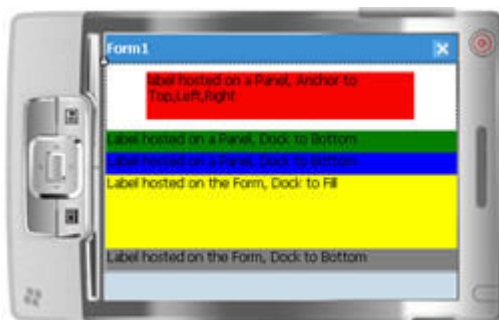 Form1
label hosted on a Panel, Anchor to
Top,Left,Right
Label hosted on a Panel, Dock to Bottom
Label hosted on a Panel, Dock to Bottom
Label hosted on the Form, Dock to Fill
Label hosted on the Form, Dock to Bottom